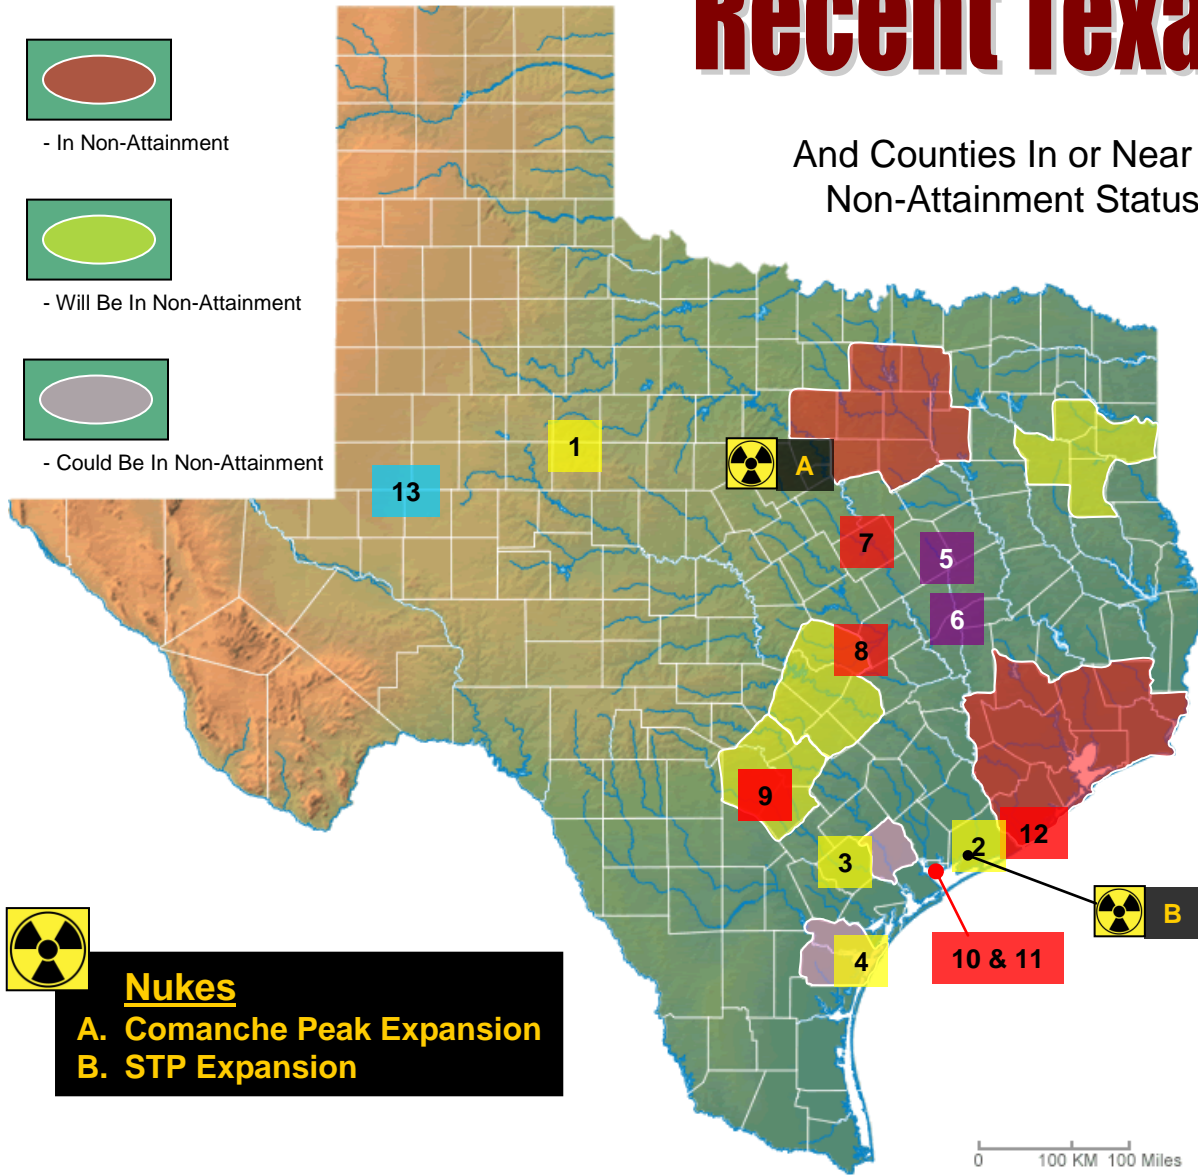 Recent Texa
And Counties In or Near
Non-Attainment Status
- In Non-Attainment
- Will Be In Non-Attainment
- Could Be In Non-Attainment
1
13
A
7
5
6
8
9
3
2
12
B
4
10 & 11
Nukes
A. Comanche Peak Expansion
B. STP Expansion
0 100 KM 100 Miles